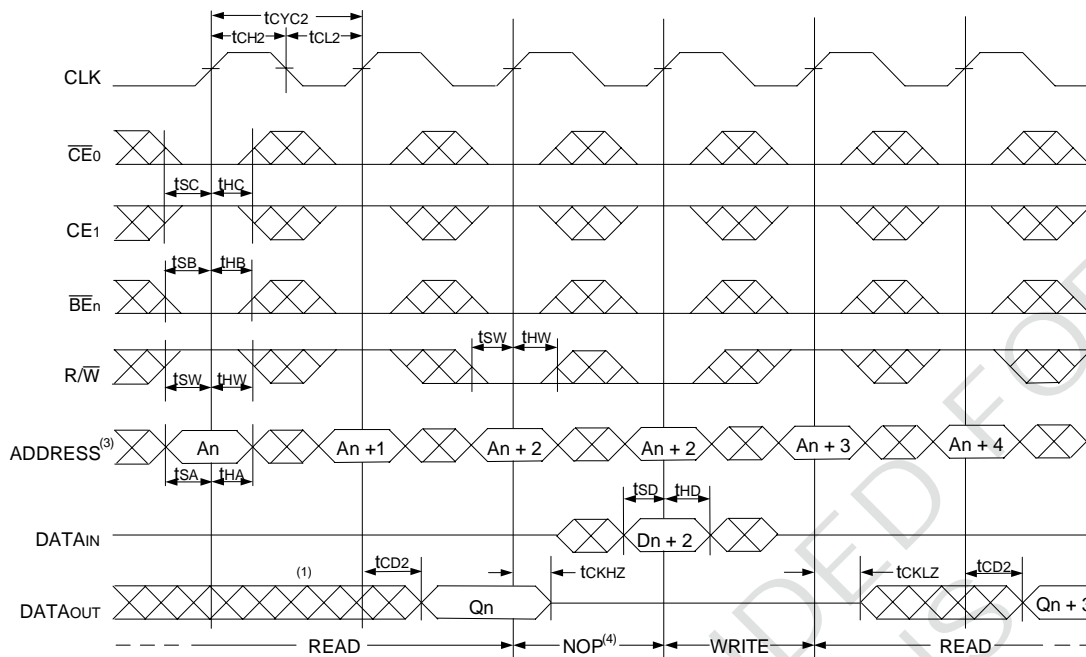 tCYC2
tCH2 tCL2
CLK
CE0
tSC tHC
CE1
tSB tHB
BEn
tSW tHW
R/W
tSW tHW
ADDRESS(3) An An +1 An + 2 An + 2 An + 3 An + 4
tSA tHA
tSD tHD
DATAIN Dn + 2
tCD2 tCKHZ tCKLZ tCD2
(1)
DATAOUT Qn Qn + 3
READ NOP(4) WRITE READ